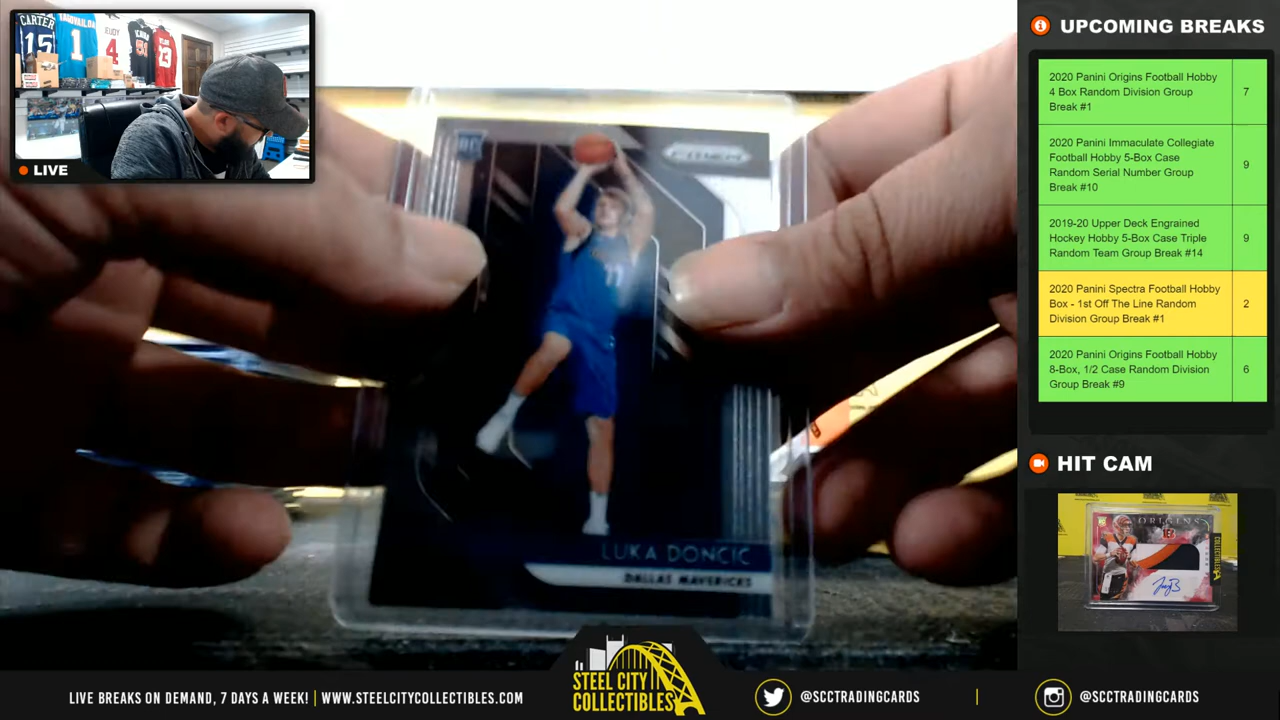 CARTER
15
TAGOVAILOA
1
RUDY
4
23
LIVE
RC
PRIZM
77
LUKA DONCIC
DALLAS MAVERICKS
UPCOMING BREAKS
2020 Panini Origins Football Hobby
4 Box Random Division Group
Break #1
7
2020 Panini Immaculate Collegiate
Football Hobby 5-Box Case
Random Serial Number Group
Break #10
9
2019-20 Upper Deck Engrained
Hockey Hobby 5-Box Case Triple
Random Team Group Break #14
9
2020 Panini Spectra Football Hobby
Box - 1st Off The Line Random
Division Group Break #1
2
2020 Panini Origins Football Hobby
8-Box, 1/2 Case Random Division
Group Break #9
6
HIT CAM
ORIGINS
COLLECTIBLES
LIVE BREAKS ON DEMAND, 7 DAYS A WEEK! | WWW.STEELCITYCOLLECTIBLES.COM
STEEL CITY
COLLECTIBLES
@SCCTRADINGCARDS
@SCCTRADINGCARDS